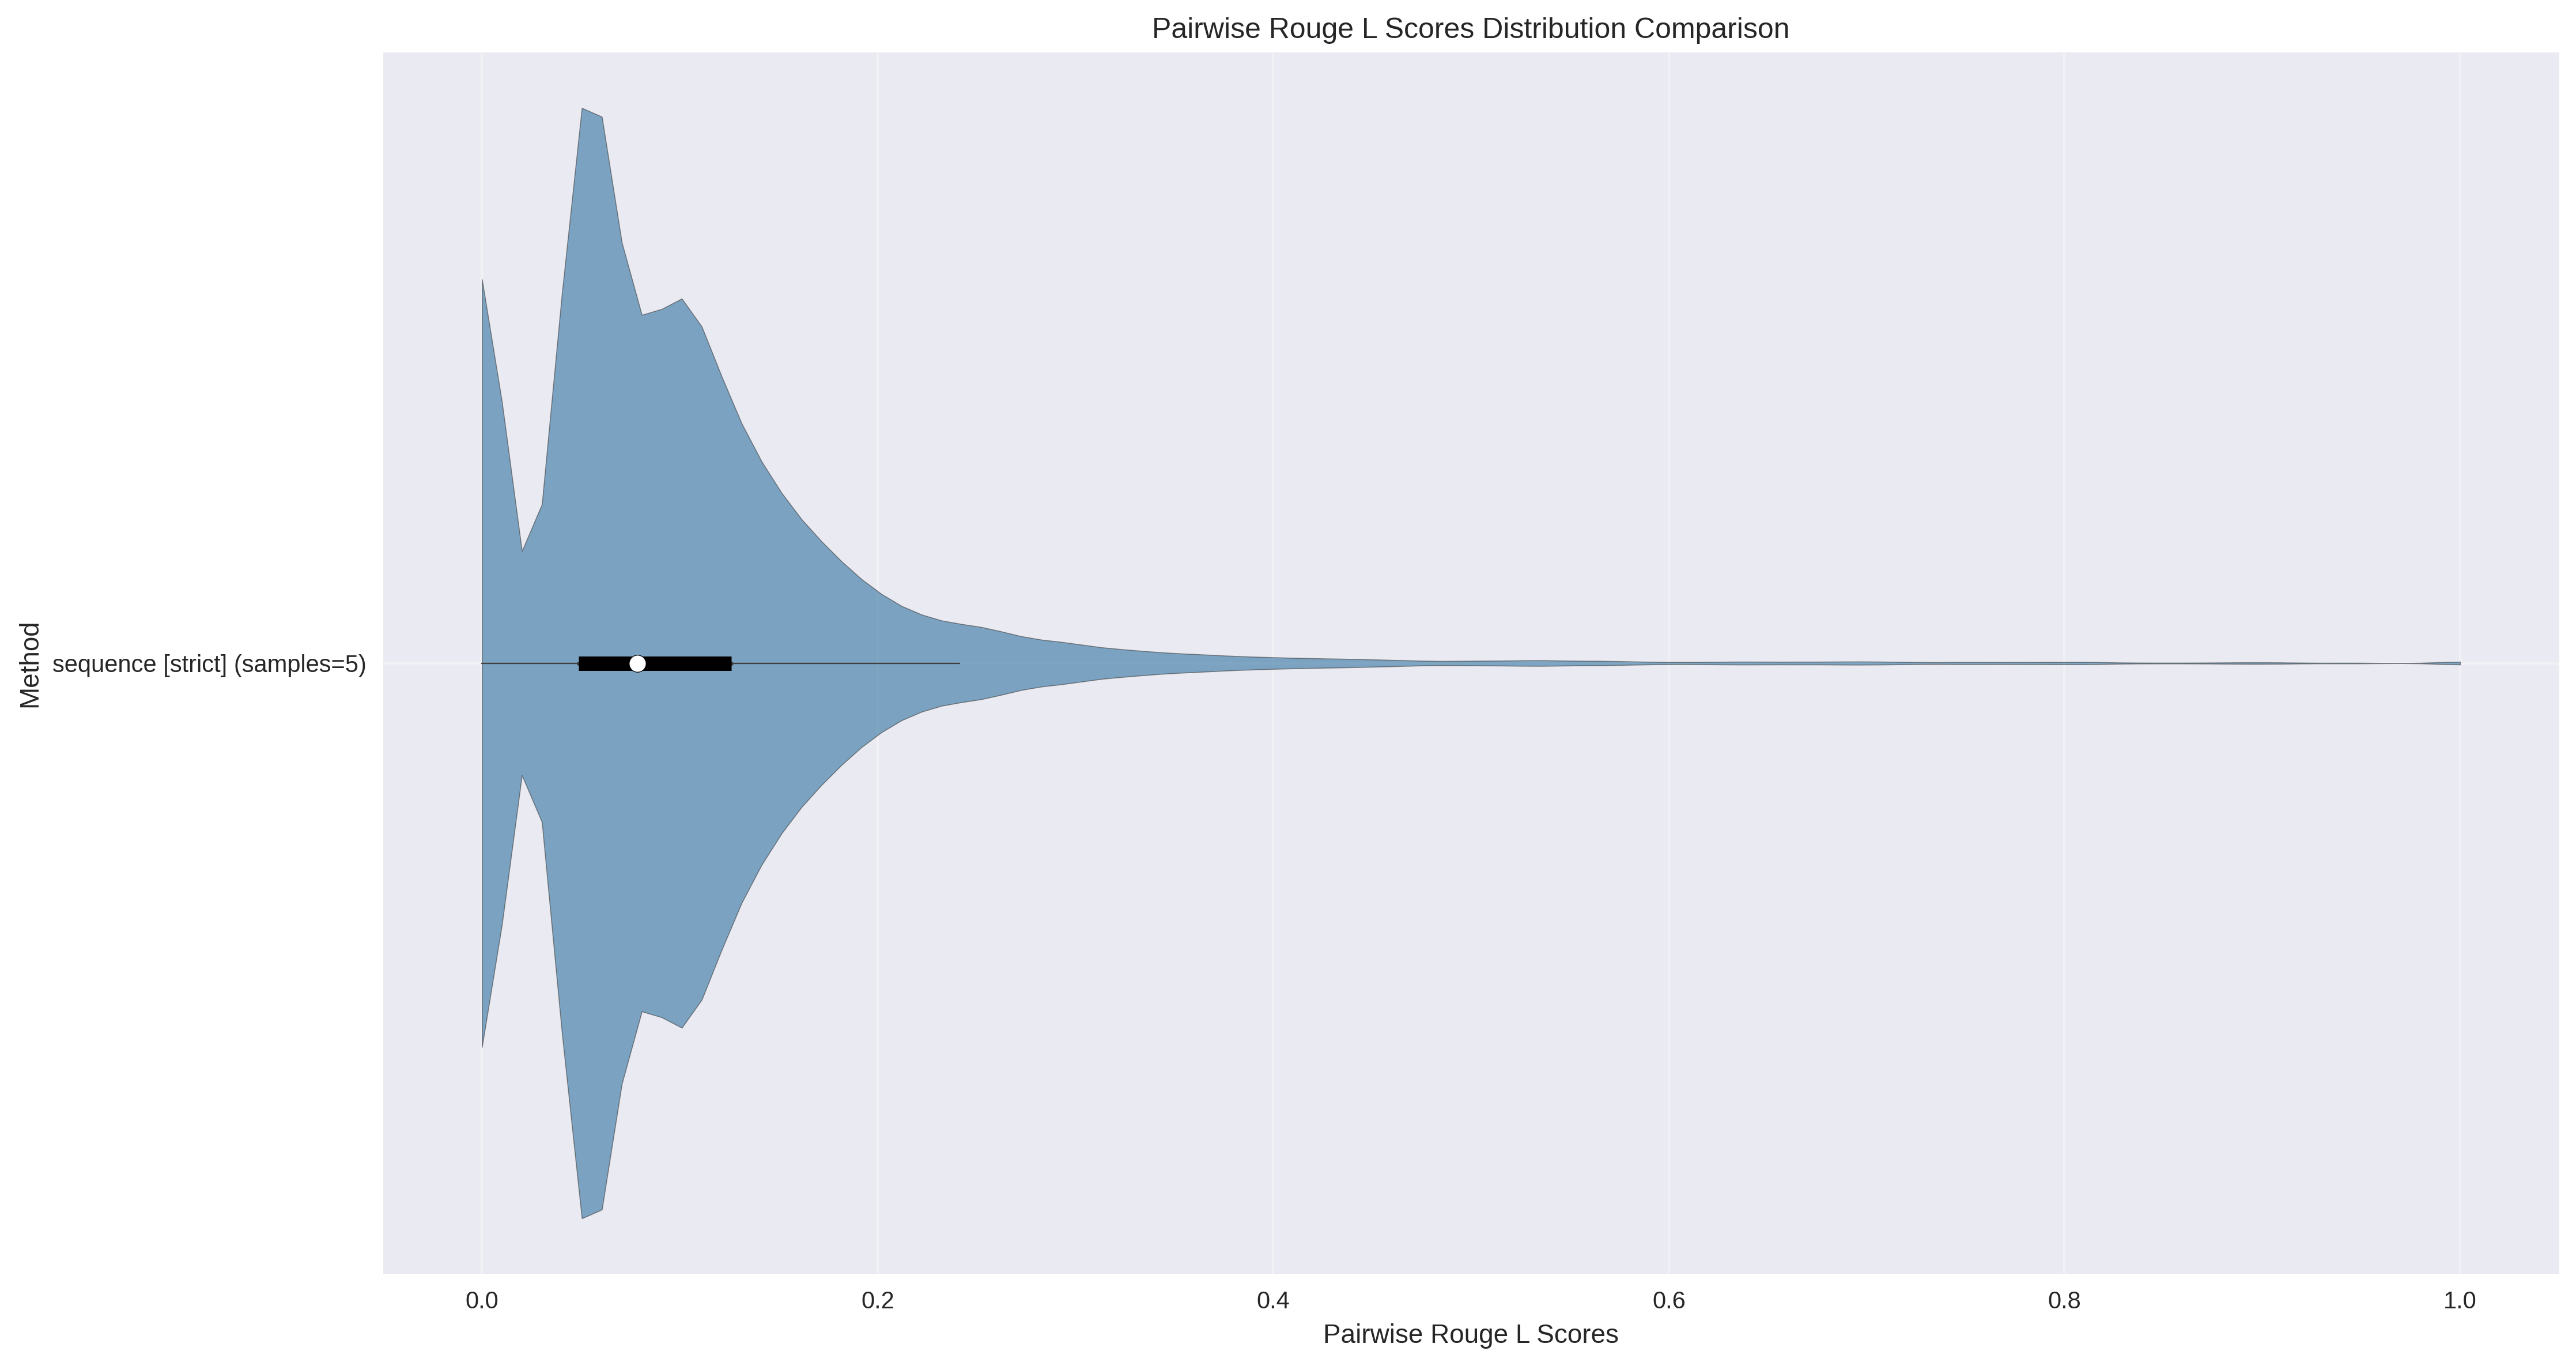 Pairwise Rouge L Scores Distribution Comparison
Method
sequence [strict] (samples=5)
0.0 0.2 0.4 0.6 0.8 1.0
Pairwise Rouge L Scores